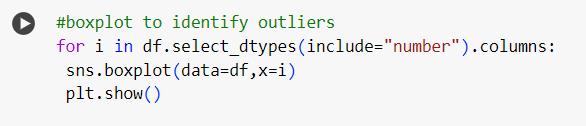 #boxplot to identify outliers
for i in df.select_dtypes(include="number").columns:
 sns.boxplot(data=df,x=i)
 plt.show()